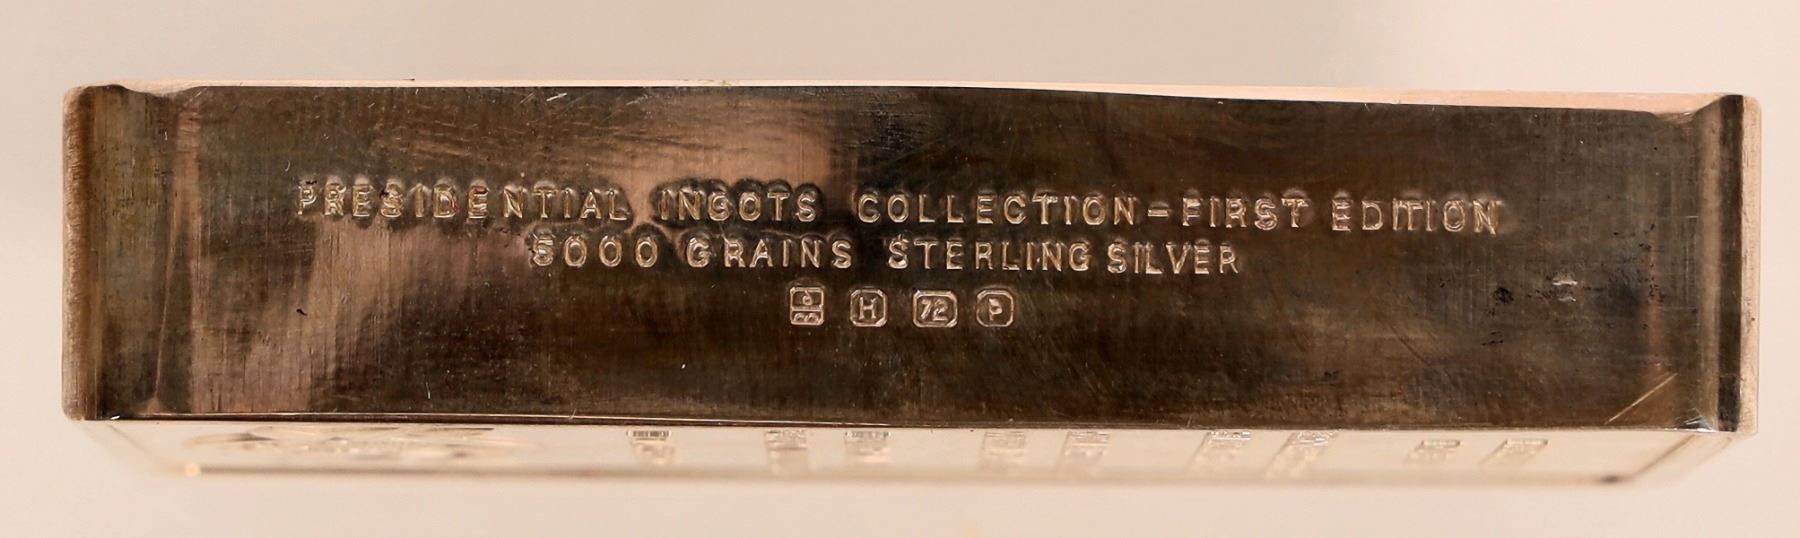 PRESIDENTIAL INGOTS COLLECTION-FIRST EDITION
5000 GRAINS STERLING SILVER
H 72 P